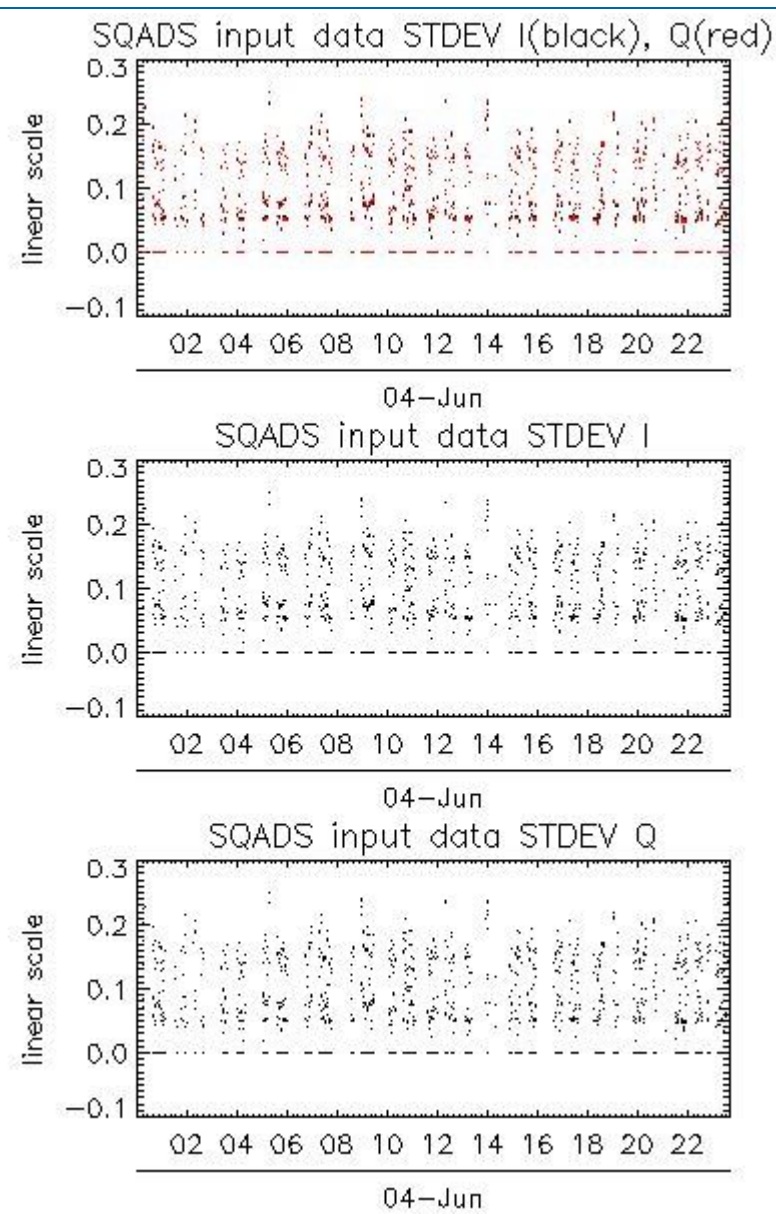 SQADS input data STDEV I(black), Q(red)
linear scale
0.3
0.2
0.1
0.0
−0.1
02 04 06 08 10 12 14 16 18 20 22
04−Jun
SQADS input data STDEV I
linear scale
0.3
0.2
0.1
0.0
−0.1
02 04 06 08 10 12 14 16 18 20 22
04−Jun
SQADS input data STDEV Q
linear scale
0.3
0.2
0.1
0.0
−0.1
02 04 06 08 10 12 14 16 18 20 22
04−Jun